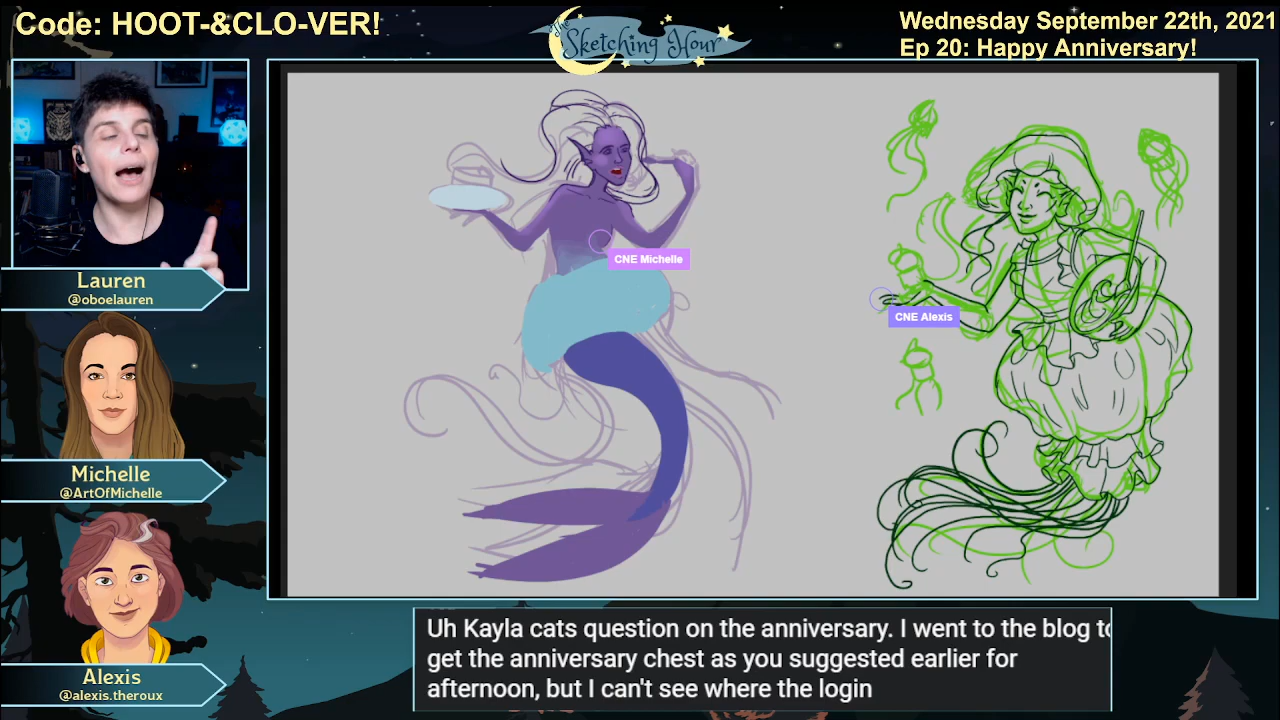 Code: HOOT-&CLO-VER!
The
Sketching Hour
Wednesday September 22th, 2021
Ep 20: Happy Anniversary!
Lauren
@oboelauren
CNE Michelle
CNE Alexis
Michelle
@ArtOfMichelle
Alexis
@alexis.theroux
Uh Kayla cats question on the anniversary. I went to the blog to
get the anniversary chest as you suggested earlier for
afternoon, but I can't see where the login